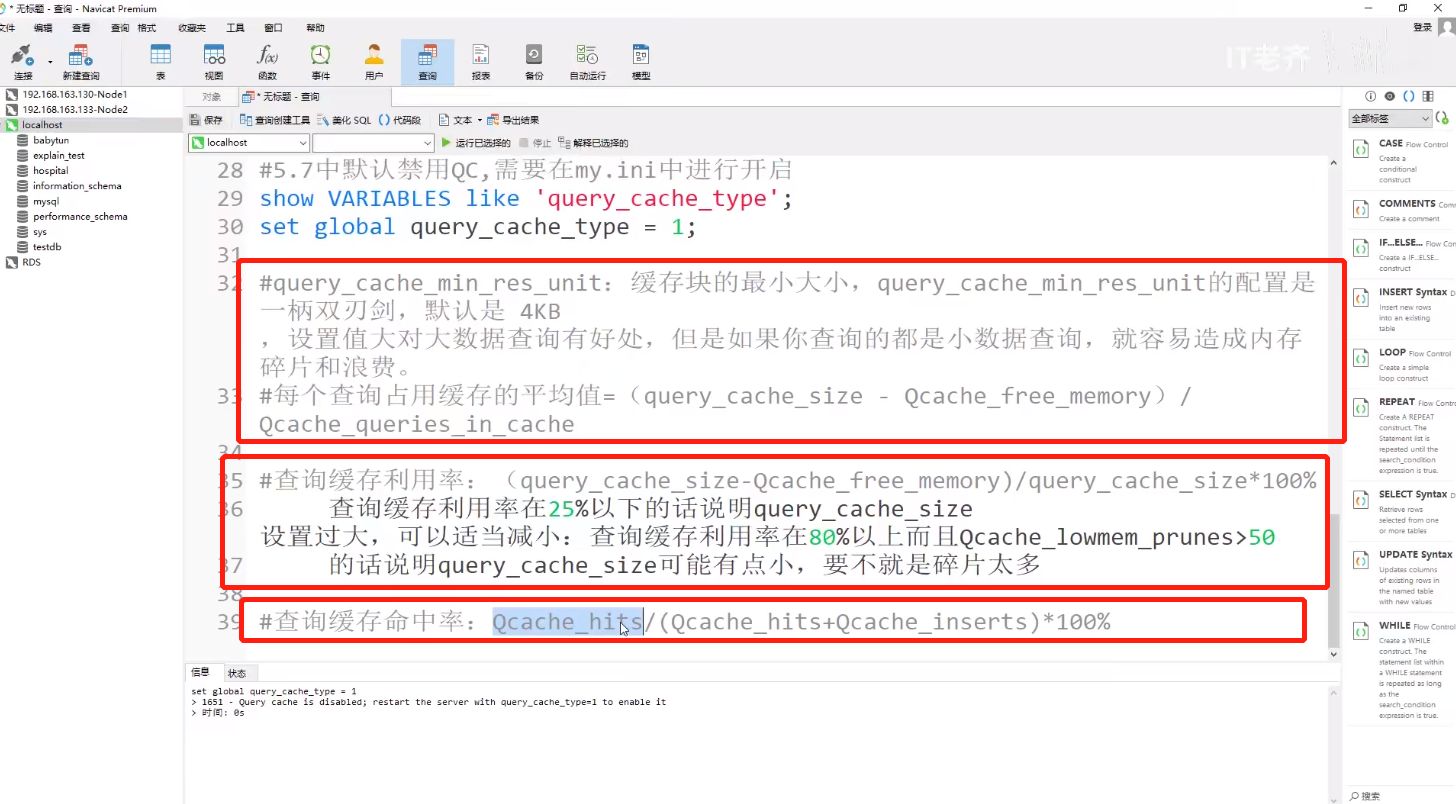 * 无标题 - 查询 - Navicat Premium
文件 编辑 查看 查询 格式 收藏夹 工具 窗口 帮助
登录
连接 新建查询 表 视图 函数 事件 用户 查询 报表 备份 自动运行 模型
IT老齐
192.168.163.130-Node1
192.168.163.133-Node2
localhost
babytun
explain_test
hospital
information_schema
mysql
performance_schema
sys
testdb
RDS
对象 * 无标题 - 查询
保存 查询创建工具 美化 SQL () 代码段 文本 导出结果
localhost 运行已选择的 停止 解释已选择的
28 #5.7中默认禁用QC,需要在my.ini中进行开启
29 show VARIABLES like 'query_cache_type';
30 set global query_cache_type = 1;
31
32 #query_cache_min_res_unit：缓存块的最小大小，query_cache_min_res_unit的配置是
一柄双刃剑，默认是 4KB
，设置值大对大数据查询有好处，但是如果你查询的都是小数据查询，就容易造成内存
碎片和浪费。
33 #每个查询占用缓存的平均值=（query_cache_size - Qcache_free_memory）/
Qcache_queries_in_cache
34
35 #查询缓存利用率：（query_cache_size-Qcache_free_memory)/query_cache_size*100%
36 查询缓存利用率在25%以下的话说明query_cache_size
设置过大，可以适当减小：查询缓存利用率在80%以上而且Qcache_lowmem_prunes>50
37 的话说明query_cache_size可能有点小，要不就是碎片太多
38
39 #查询缓存命中率：Qcache_hits/(Qcache_hits+Qcache_inserts)*100%
信息 状态
set global query_cache_type = 1
> 1651 - Query cache is disabled; restart the server with query_cache_type=1 to enable it
> 时间: 0s
全部标签
CASE Flow Control
Create a
conditional
construct
COMMENTS
Create a comment
IF...ELSE...
Create a IF...ELSE...
construct
INSERT Syntax
Insert new rows
into an existing
table
LOOP Flow Control
Create a simple
loop construct
REPEAT Flow
Create A REPEAT
construct. The
Statement list is
repeated until the
search_condition
expression is true.
SELECT Syntax
Retrieve rows
selected from one
or more tables
UPDATE Syntax
Updates columns
of existing rows in
the named table
with new values
WHILE Flow Control
Create a WHILE
construct. The
statement list within
a WHILE statement
is repeated as long
as the
search_condition
expression is true.
搜索